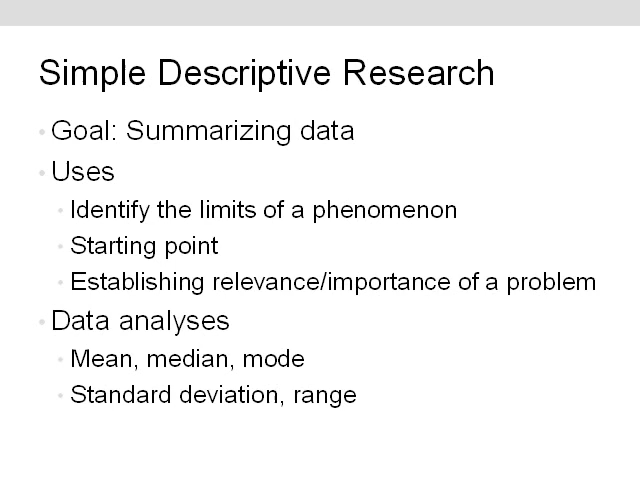 Simple Descriptive Research
• Goal: Summarizing data
• Uses
• Identify the limits of a phenomenon
• Starting point
• Establishing relevance/importance of a problem
• Data analyses
• Mean, median, mode
• Standard deviation, range